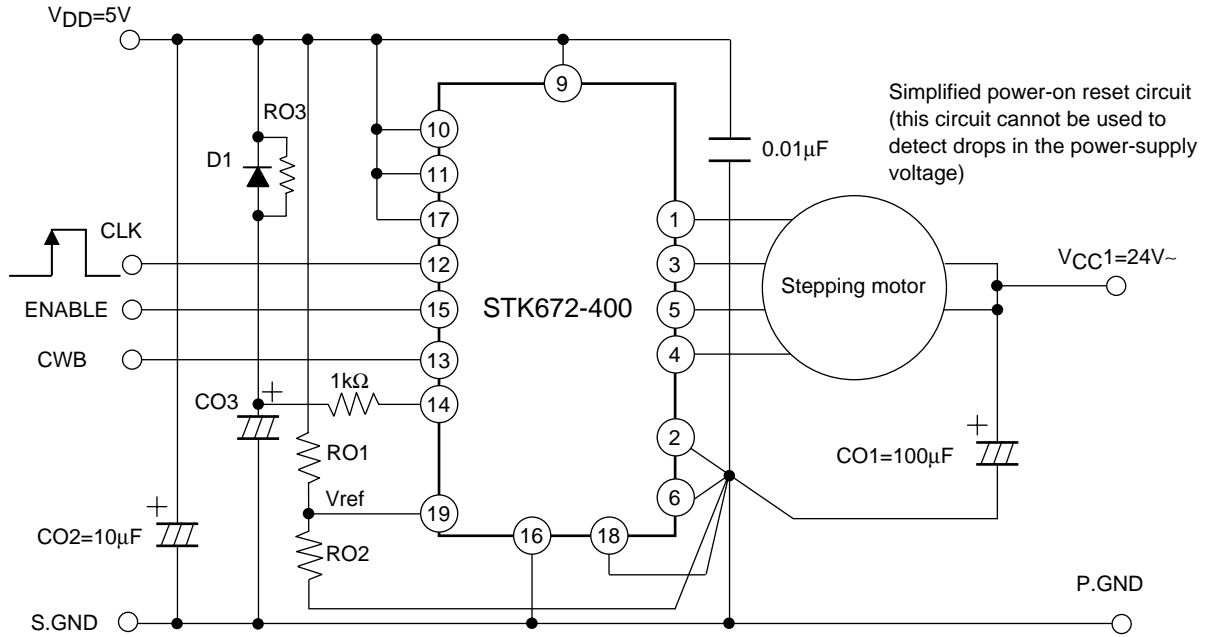 VDD=5V
9
RO3
10
Simplified power-on reset circuit
(this circuit cannot be used to
detect drops in the power-supply
voltage)
D1
0.01μF
11
17
1
CLK
12
3
VCC1=24V~
STK672-400
Stepping motor
ENABLE
15
5
CWB
13
4
1kΩ
CO3
+
14
2
RO1
+
CO1=100μF
Vref
19
6
+
CO2=10μF
RO2
16
18
P.GND
S.GND